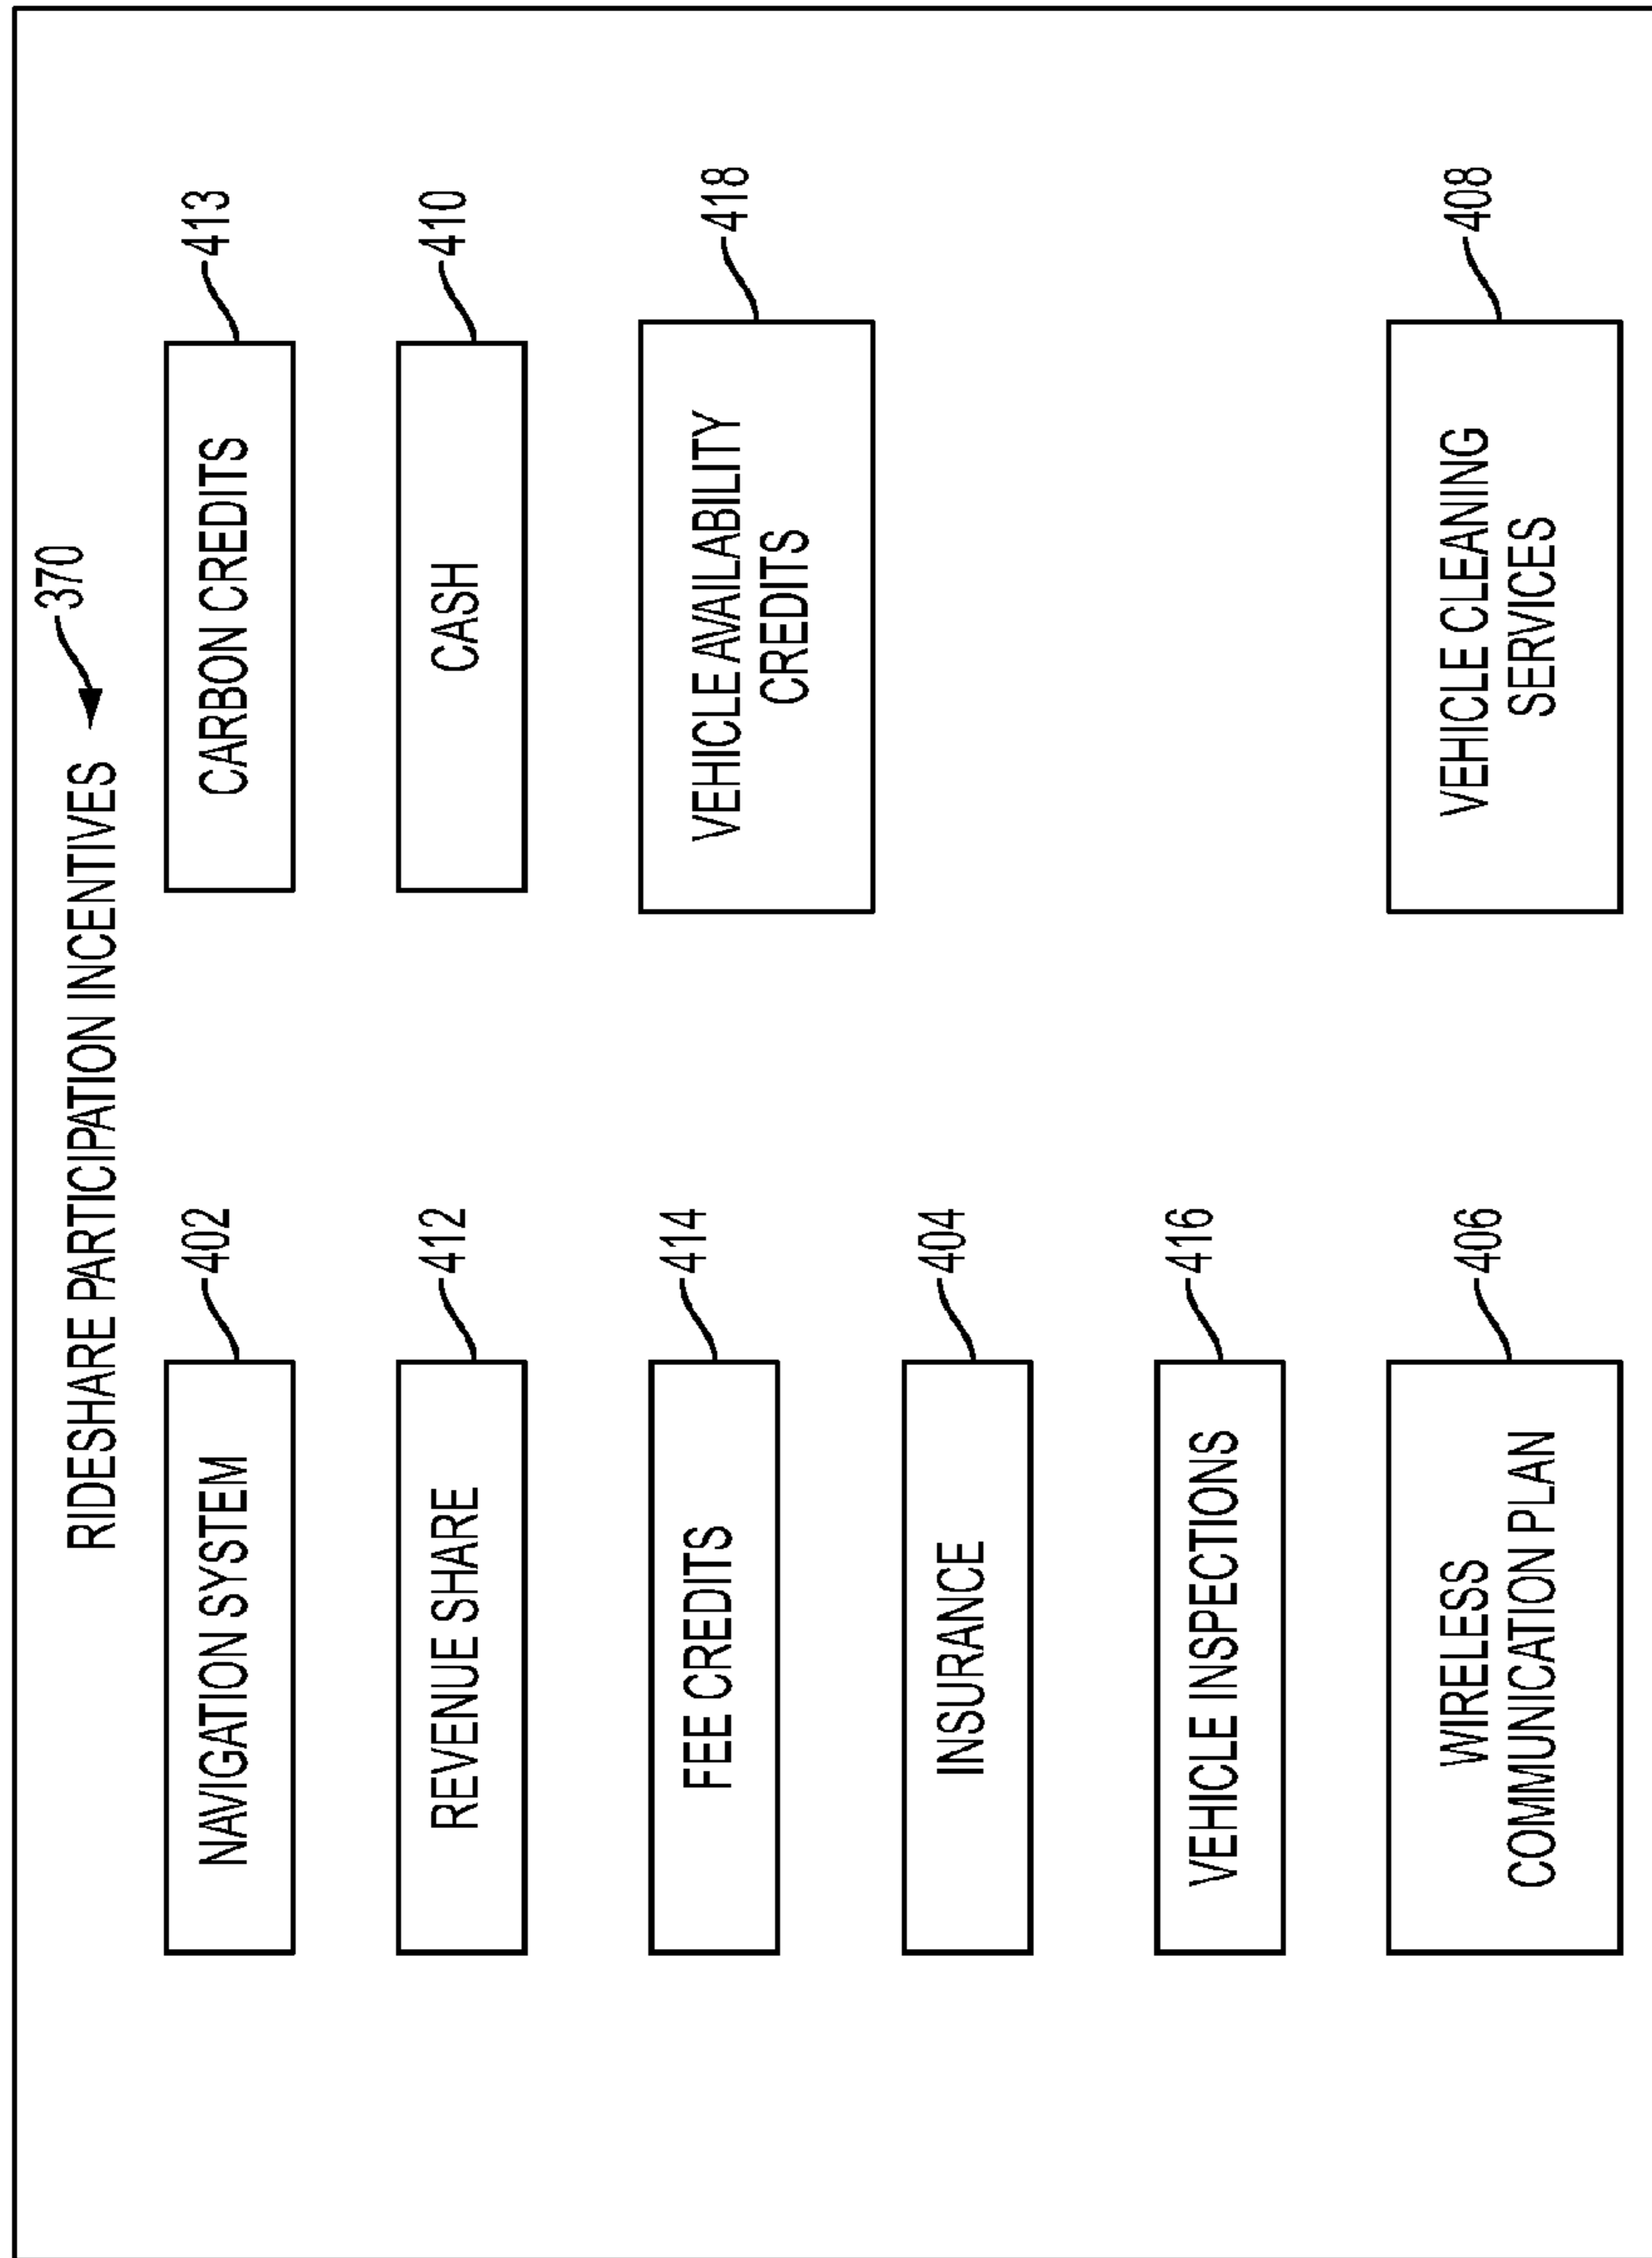 RIDESHARE PARTICIPATION INCENTIVES
370
NAVIGATION SYSTEM
402
CARBON CREDITS
413
REVENUE SHARE
412
CASH
410
FEE CREDITS
414
VEHICLE AVAILABILITY
CREDITS
418
INSURANCE
404
VEHICLE INSPECTIONS
416
WIRELESS
COMMUNICATION PLAN
406
VEHICLE CLEANING
SERVICES
408